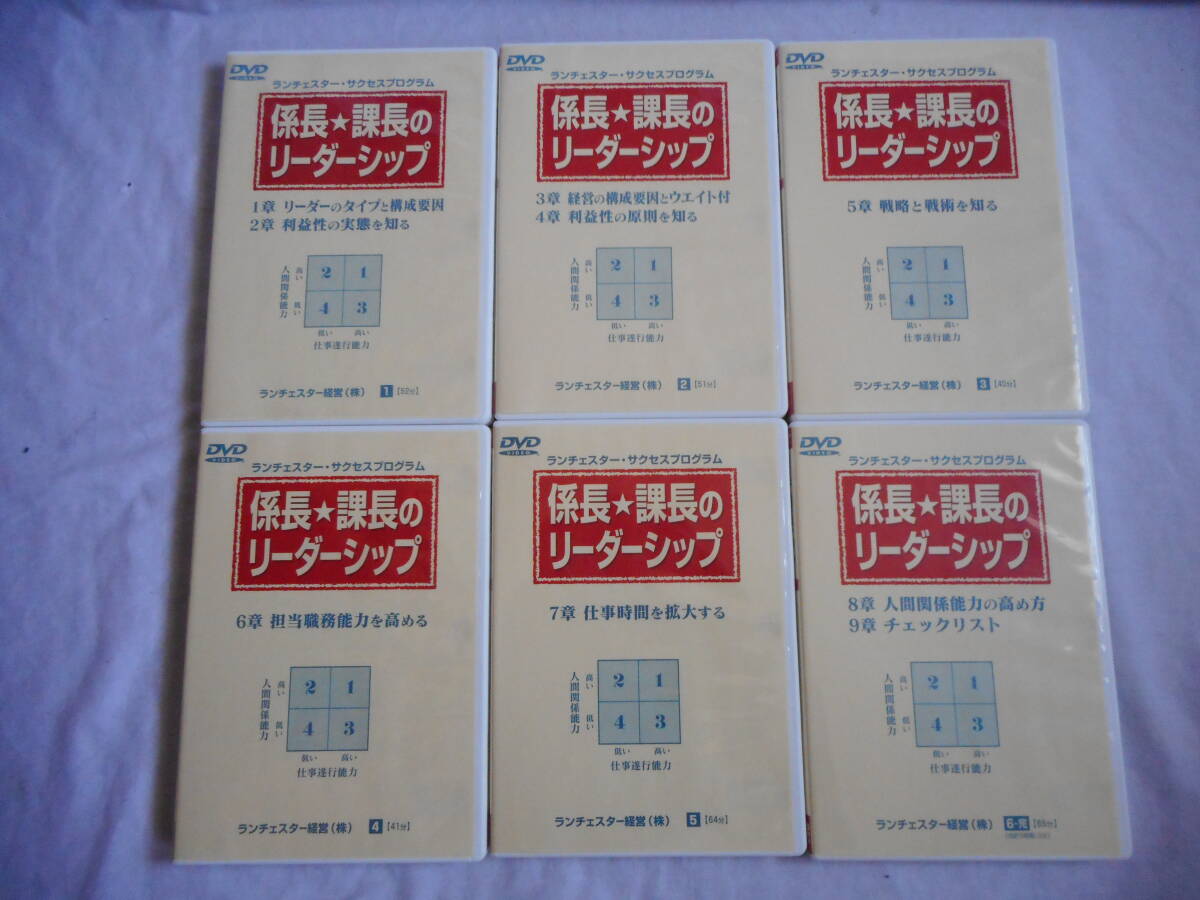 DVD
VIDEO
ランチェスター・サクセスプログラム
係長★課長の
リーダーシップ
1章 リーダーのタイプと構成要因
2章 利益性の実態を知る
人間関係能力
高い
低い
2 1
4 3
低い 高い
仕事遂行能力
ランチェスター経営(株) 1 【52分】
DVD
VIDEO
ランチェスター・サクセスプログラム
係長★課長の
リーダーシップ
3章 経営の構成要因とウエイト付
4章 利益性の原則を知る
人間関係能力
高い
低い
2 1
4 3
低い 高い
仕事遂行能力
ランチェスター経営(株) 2 【51分】
DVD
VIDEO
ランチェスター・サクセスプログラム
係長★課長の
リーダーシップ
5章 戦略と戦術を知る
人間関係能力
高い
低い
2 1
4 3
低い 高い
仕事遂行能力
ランチェスター経営(株) 3
DVD
VIDEO
ランチェスター・サクセスプログラム
係長★課長の
リーダーシップ
6章 担当職務能力を高める
人間関係能力
高い
低い
2 1
4 3
低い 高い
仕事遂行能力
ランチェスター経営(株) 4 【41分】
DVD
VIDEO
ランチェスター・サクセスプログラム
係長★課長の
リーダーシップ
7章 仕事時間を拡大する
人間関係能力
高い
低い
2 1
4 3
低い 高い
仕事遂行能力
ランチェスター経営(株) 5 【64分】
DVD
VIDEO
ランチェスター・サクセスプログラム
係長★課長の
リーダーシップ
8章 人間関係能力の高め方
9章 チェックリスト
人間関係能力
高い
低い
2 1
4 3
低い 高い
仕事遂行能力
ランチェスター経営(株) 6・完